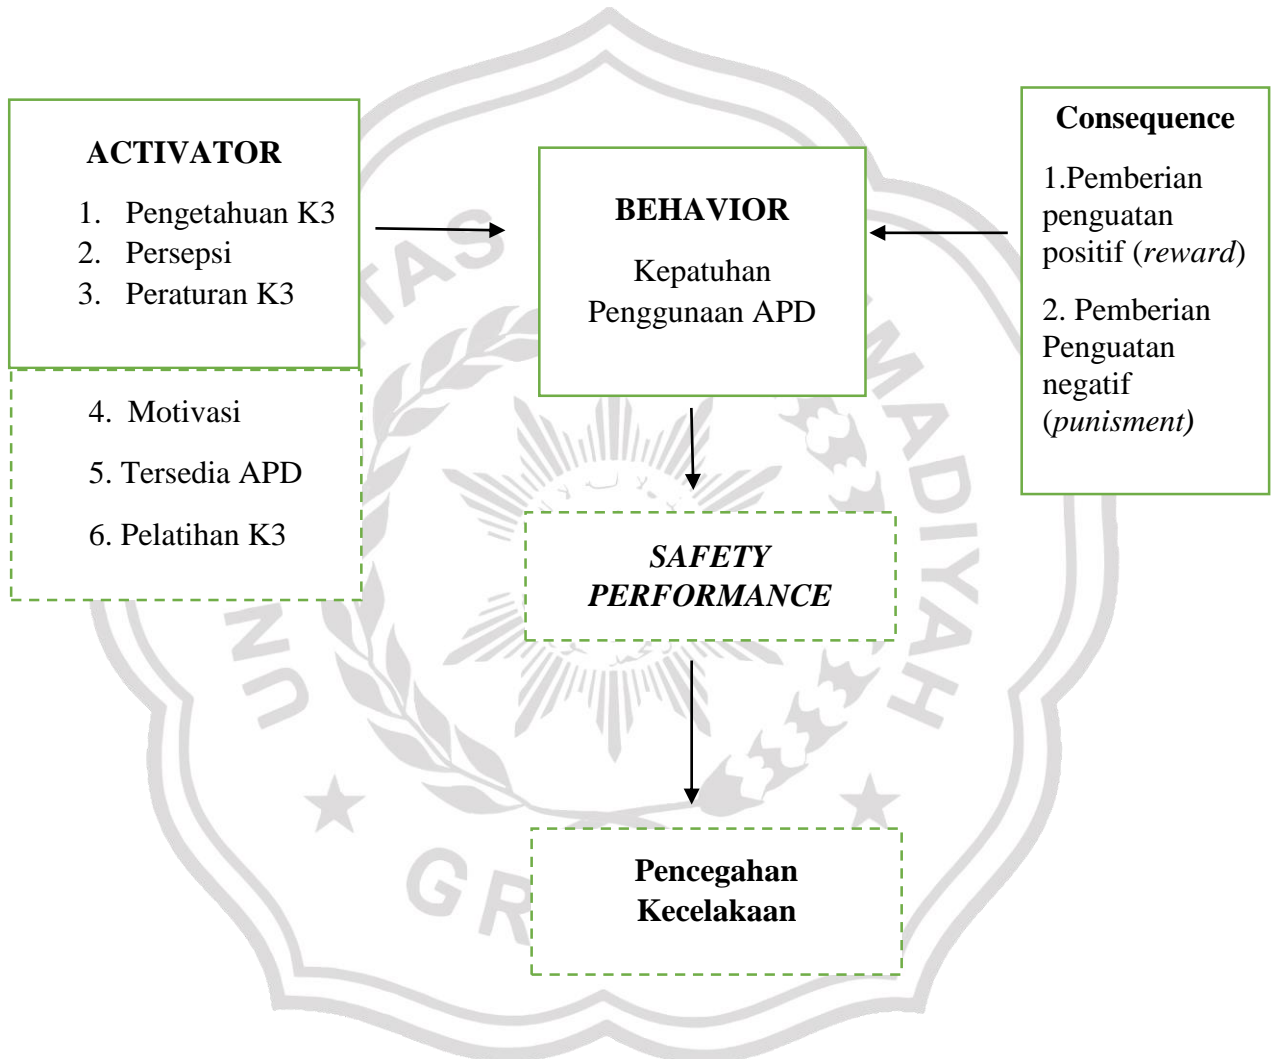 ACTIVATOR
1. Pengetahuan K3
2. Persepsi
3. Peraturan K3
4. Motivasi
5. Tersedia APD
6. Pelatihan K3
BEHAVIOR
Kepatuhan
Penggunaan APD
Consequence
1.Pemberian
penguatan
positif (reward)
2. Pemberian
Penguatan
negatif
(punisment)
SAFETY
PERFORMANCE
Pencegahan
Kecelakaan